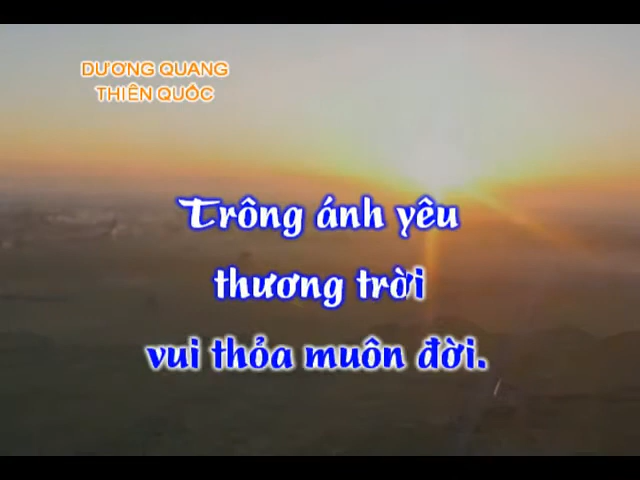 DƯƠNG QUANG
THIÊN QUỐC
Trông ánh yêu
thương trời
vui thỏa muôn đời.